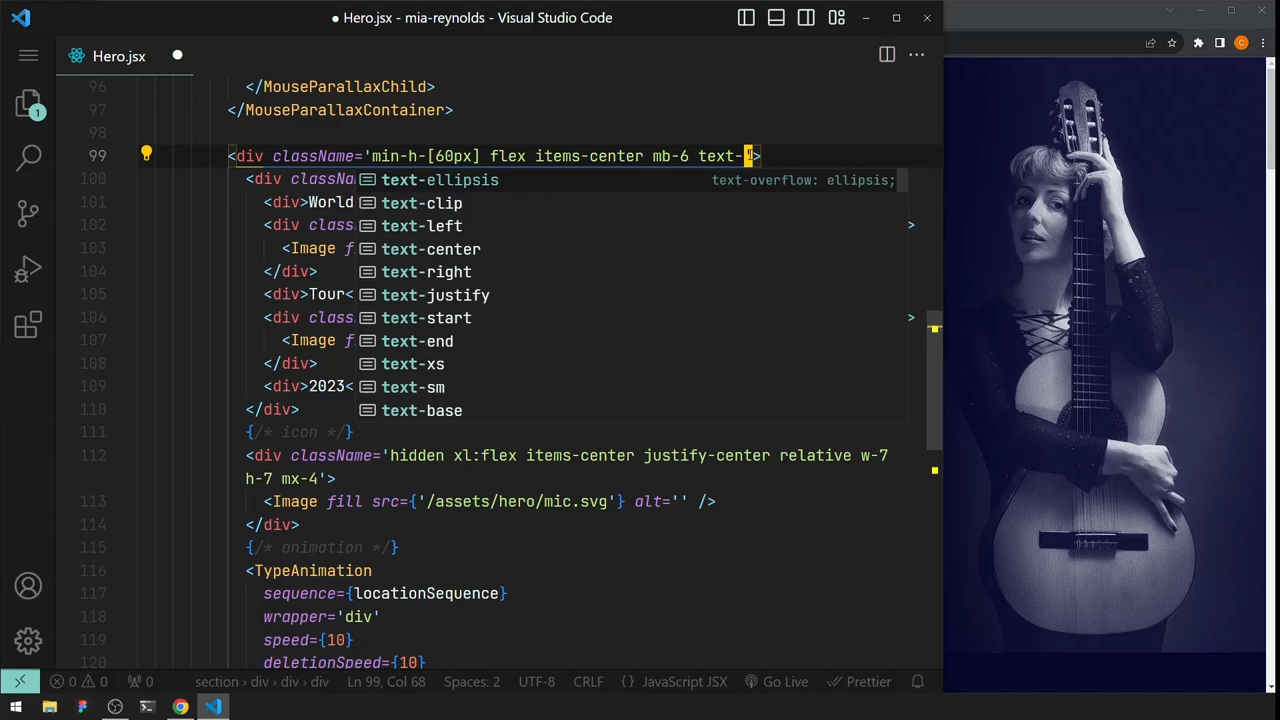 Hero.jsx - mia-reynolds - Visual Studio Code
Hero.jsx
96 </MouseParallaxChild>
97 </MouseParallaxContainer>
98
99 <div className='min-h-[60px] flex items-center mb-6 text-'>
100 <div classNa
text-ellipsis text-overflow: ellipsis;
101 <div>World
text-clip
102 <div class >
text-left
103 <Image f
text-center
104 </div>
text-right
105 <div>Tour<
text-justify
106 <div class >
text-start
107 <Image f
text-end
108 </div>
text-xs
109 <div>2023<
text-sm
110 </div>
text-base
111 {/* icon */}
112 <div className='hidden xl:flex items-center justify-center relative w-7
h-7 mx-4'>
113 <Image fill src={'/assets/hero/mic.svg'} alt='' />
114 </div>
115 {/* animation */}
116 <TypeAnimation
117 sequence={locationSequence}
118 wrapper='div'
119 speed={10}
120 deletionSpeed={10}
1
C
0 0 0 section > div > div > div Ln 99, Col 68 Spaces: 2 UTF-8 CRLF {} JavaScript JSX Go Live Prettier